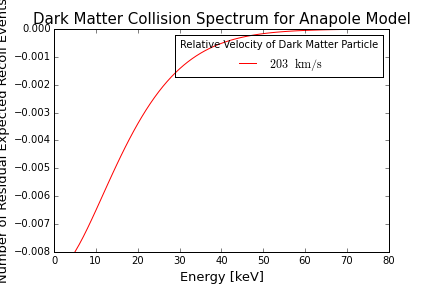 Dark Matter Collision Spectrum for Anapole Model
Number of Residual Expected Recoil Events
0.000
−0.001
−0.002
−0.003
−0.004
−0.005
−0.006
−0.007
−0.008
Relative Velocity of Dark Matter Particle
203 km/s
0 10 20 30 40 50 60 70 80
Energy [keV]